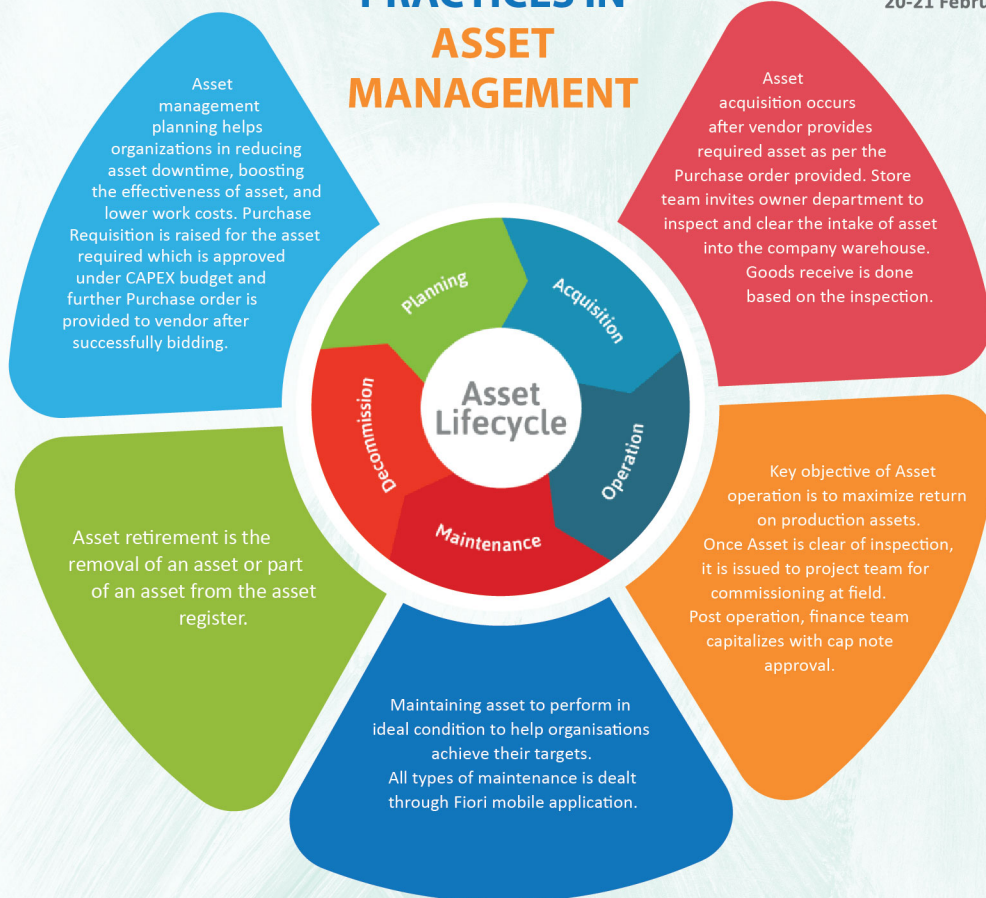 PRACTICES IN
ASSET
MANAGEMENT
20-21
Asset
management
planning helps
organizations in reducing
asset downtime, boosting
the effectiveness of asset, and
lower work costs. Purchase
Requisition is raised for the asset
required which is approved
under CAPEX budget and
further Purchase order is
provided to vendor after
successfully bidding.
Asset
acquisition occurs
after vendor provides
required asset as per the
Purchase order provided. Store
team invites owner department to
inspect and clear the intake of asset
into the company warehouse.
Goods receive is done
based on the inspection.
Planning
Acquisition
Asset
Lifecycle
Decommission
Operation
Maintenance
Key objective of Asset
operation is to maximize return
on production assets.
Once Asset is clear of inspection,
it is issued to project team for
commissioning at field.
Post operation, finance team
capitalizes with cap note
approval.
Asset retirement is the
removal of an asset or part
of an asset from the asset
register.
Maintaining asset to perform in
ideal condition to help organisations
achieve their targets.
All types of maintenance is dealt
through Fiori mobile application.